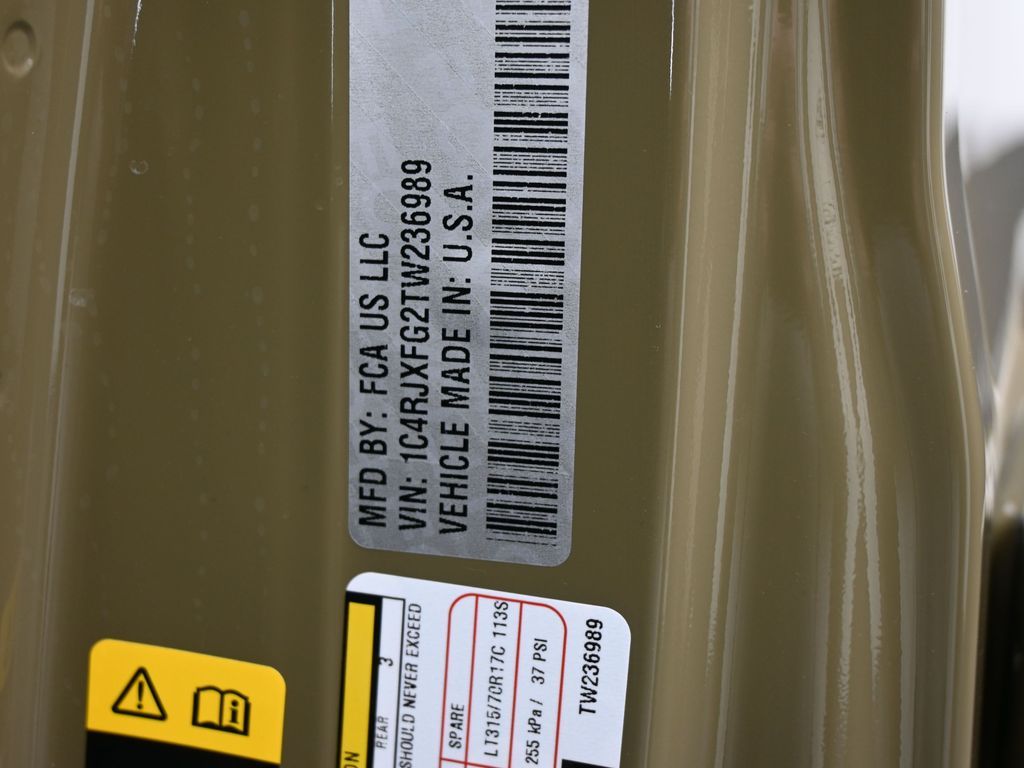 MFD BY: FCA US LLC
VIN: 1C4RJXFG2TW236989
VEHICLE MADE IN: U.S.A.
ON
REAR 3
SHOULD NEVER EXCEED
SPARE
LT315/70R17C 113S
255 kPa / 37 PSI
TW236989